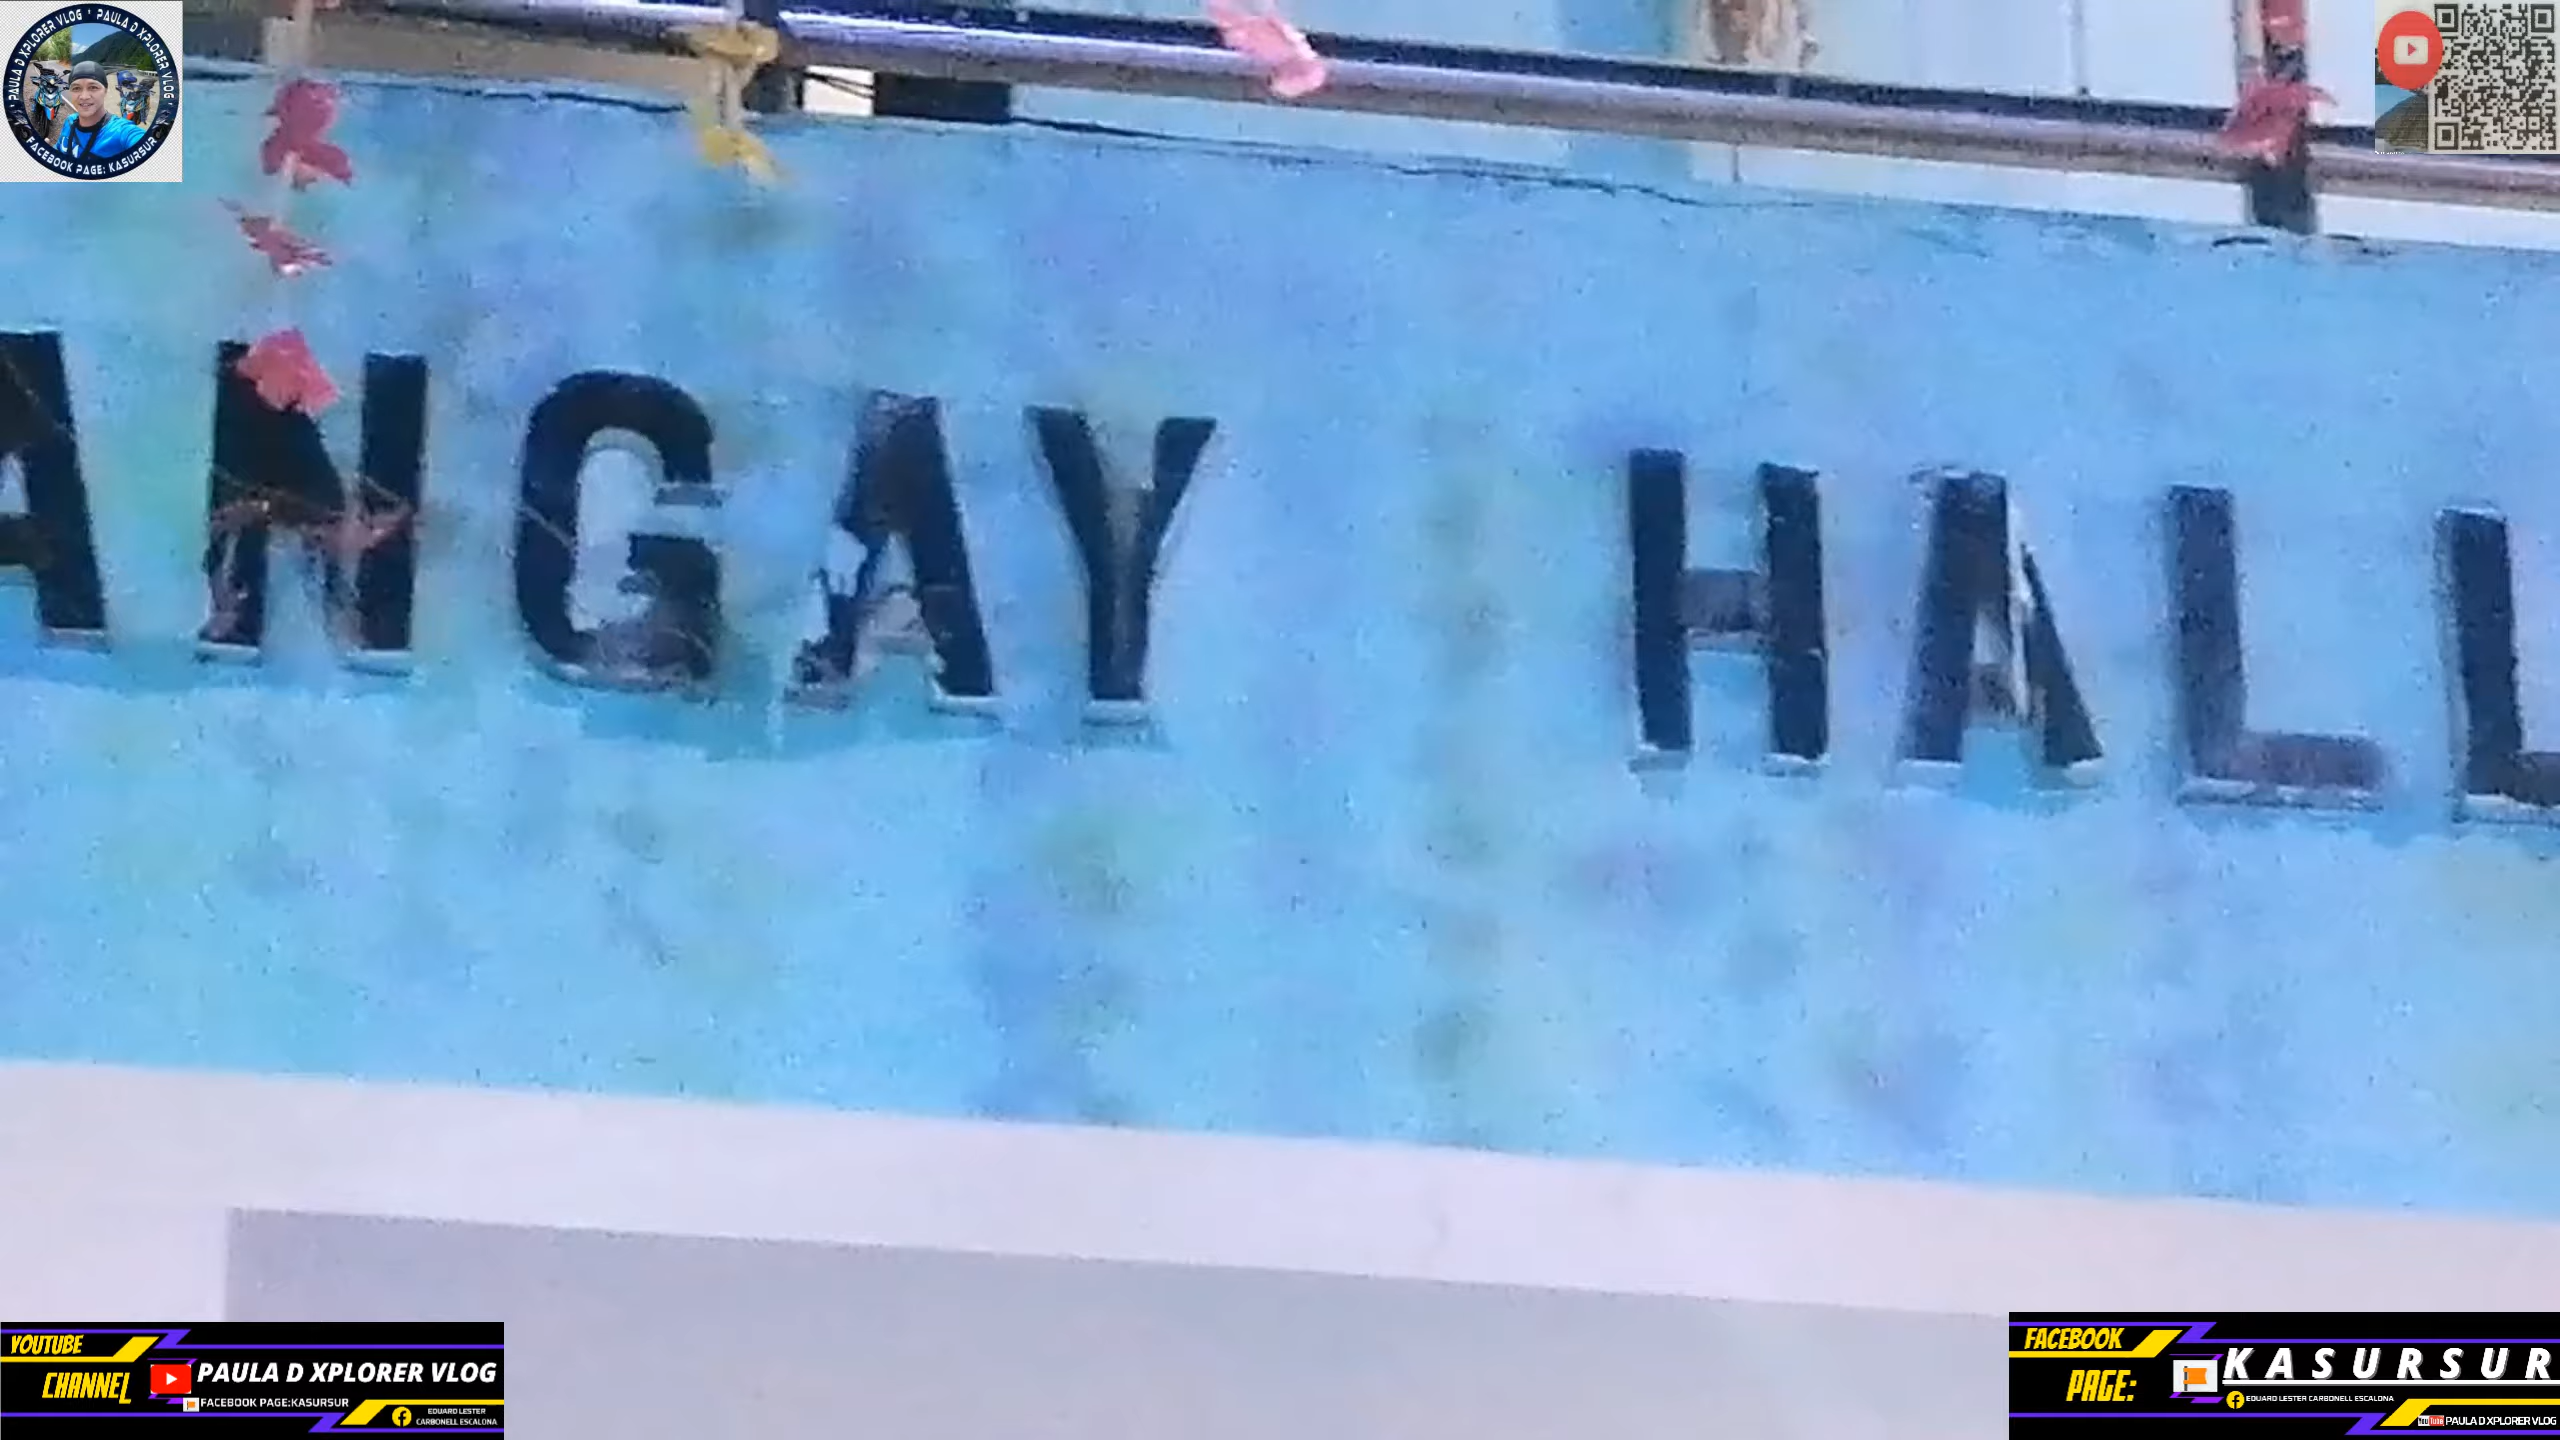 PAULA D XPLORER VLOG * PAULA D XPLORER VLOG *
FACEBOOK PAGE: KASURSUR
ANGAY HALL
YOUTUBE
CHANNEL
PAULA D XPLORER VLOG
FACEBOOK PAGE:KASURSUR
EDUARD LESTER
CARBONELL ESCALONA
FACEBOOK
PAGE:
KASURSUR
EDUARD LESTER CARBONELL ESCALONA
YouTube PAULA D XPLORER VLOG